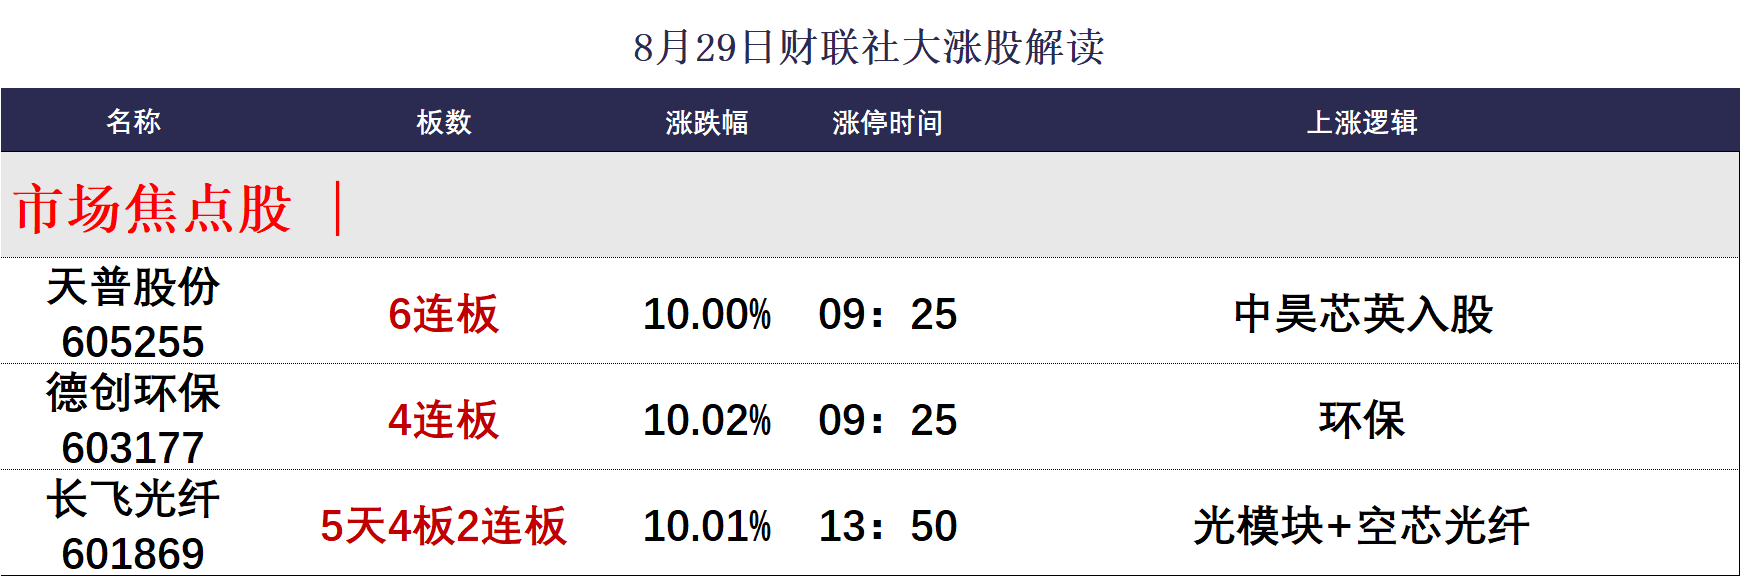 8月29日财联社大涨股解读
名称 板数 涨跌幅 涨停时间 上涨逻辑
市场焦点股 |
天普股份
605255 6连板 10.00% 09：25 中昊芯英入股
德创环保
603177 4连板 10.02% 09：25 环保
长飞光纤
601869 5天4板2连板 10.01% 13：50 光模块+空芯光纤